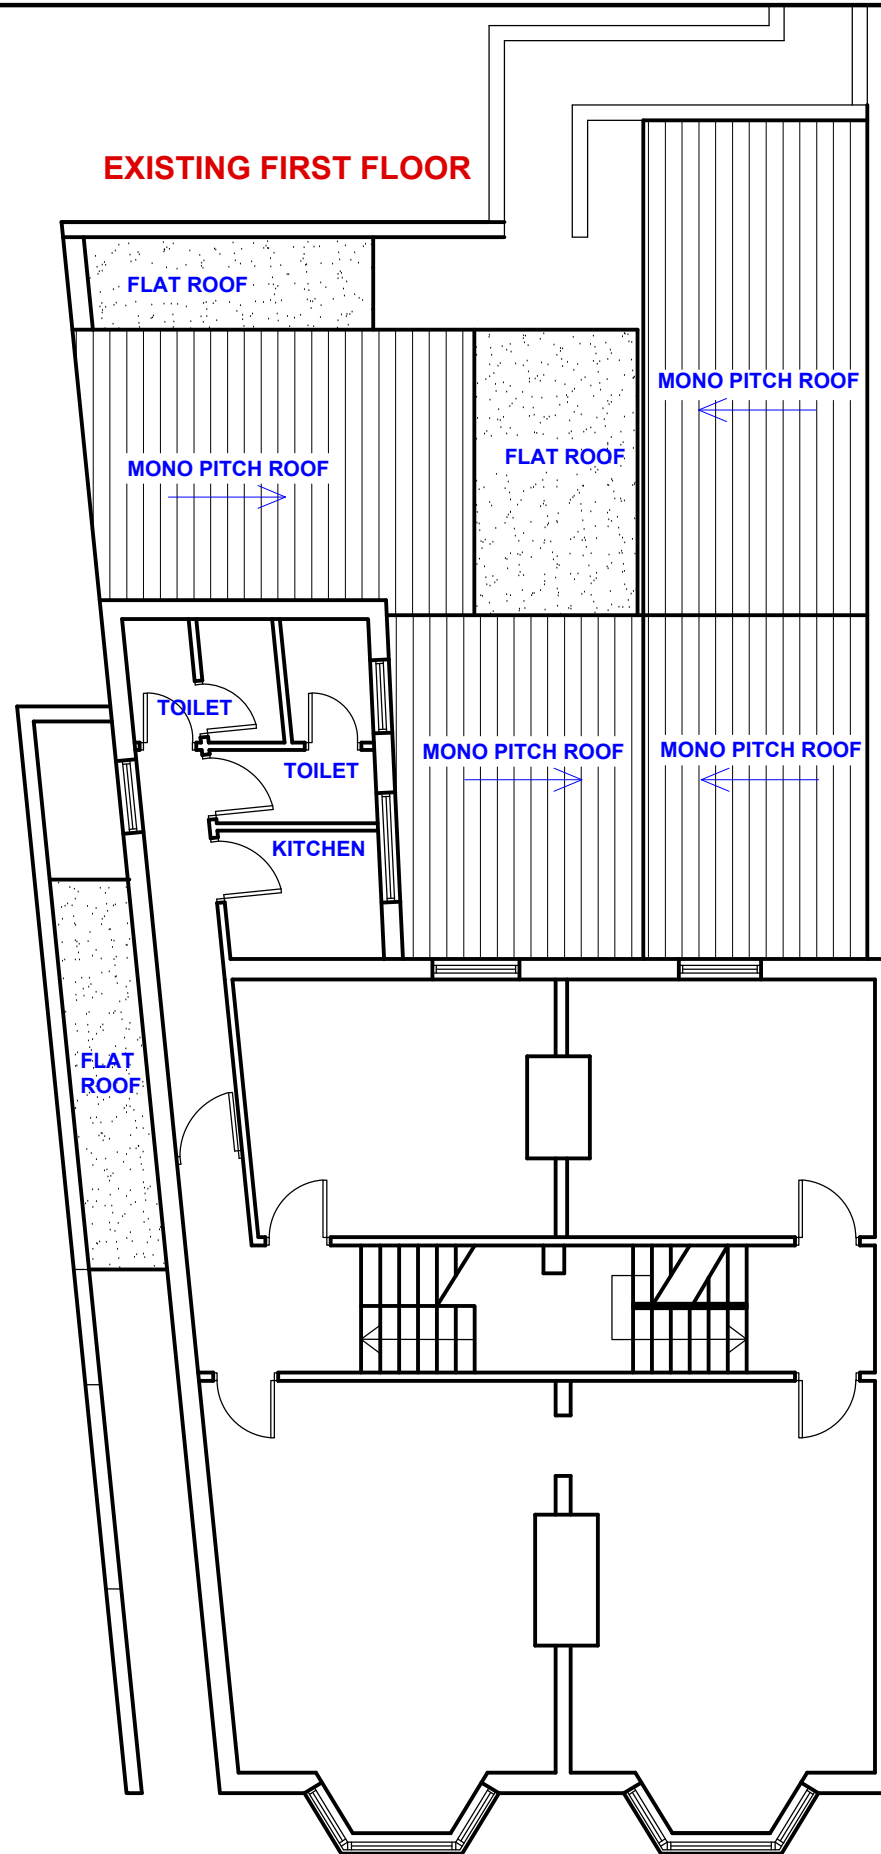 EXISTING FIRST FLOOR
FLAT ROOF
MONO PITCH ROOF
FLAT ROOF
MONO PITCH ROOF
TOILET
MONO PITCH ROOF
MONO PITCH ROOF
TOILET
KITCHEN
FLAT
ROOF